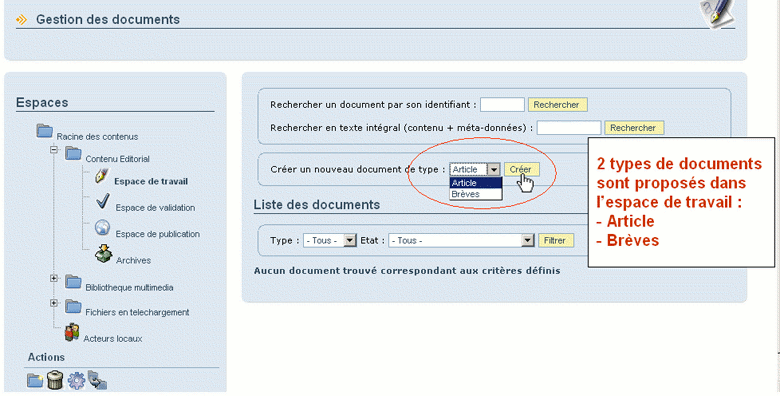 Gestion des documents
Espaces
Racine des contenus
Contenu Editorial
Espace de travail
Espace de validation
Espace de publication
Archives
Bibliotheque multimedia
Fichiers en telechargement
Acteurs locaux
Actions
Rechercher un document par son identifiant : Rechercher
Rechercher en texte intégral (contenu + méta-données) : Rechercher
Créer un nouveau document de type : Article Créer
Article
Brèves
Liste des documents
Type : - Tous - Etat : - Tous - Filtrer
Aucun document trouvé correspondant aux critères définis
2 types de documents
sont proposés dans
l'espace de travail :
- Article
- Brèves